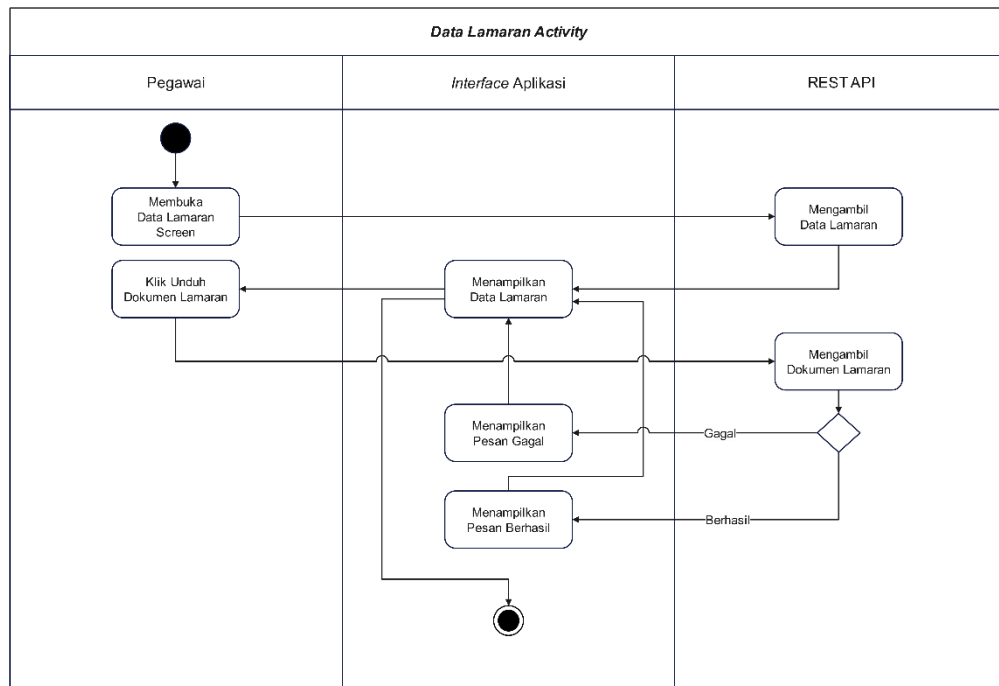 Data Lamaran Activity
Pegawai
Interface Aplikasi
REST API
Membuka
Data Lamaran
Screen
Mengambil
Data Lamaran
Klik Unduh
Dokumen Lamaran
Menampilkan
Data Lamaran
Mengambil
Dokumen Lamaran
Menampilkan
Pesan Gagal
Gagal
Menampilkan
Pesan Berhasil
Berhasil